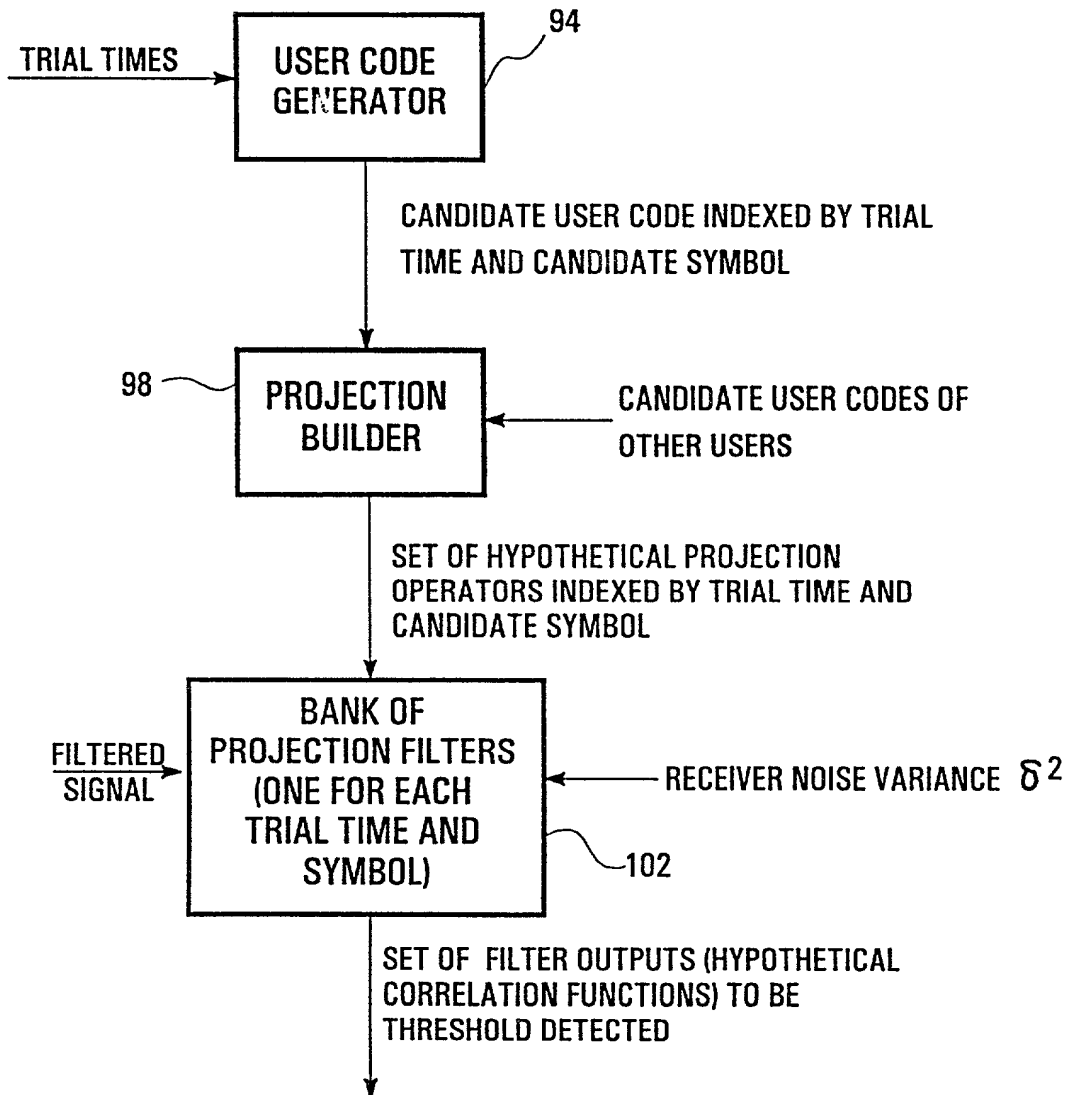 94
TRIAL TIMES
USER CODE
GENERATOR
CANDIDATE USER CODE INDEXED BY TRIAL
TIME AND CANDIDATE SYMBOL
98
PROJECTION
BUILDER
CANDIDATE USER CODES OF
OTHER USERS
SET OF HYPOTHETICAL PROJECTION
OPERATORS INDEXED BY TRIAL TIME AND
CANDIDATE SYMBOL
FILTERED
SIGNAL
BANK OF
PROJECTION FILTERS
(ONE FOR EACH
TRIAL TIME AND
SYMBOL)
RECEIVER NOISE VARIANCE δ²
102
SET OF FILTER OUTPUTS (HYPOTHETICAL
CORRELATION FUNCTIONS) TO BE
THRESHOLD DETECTED